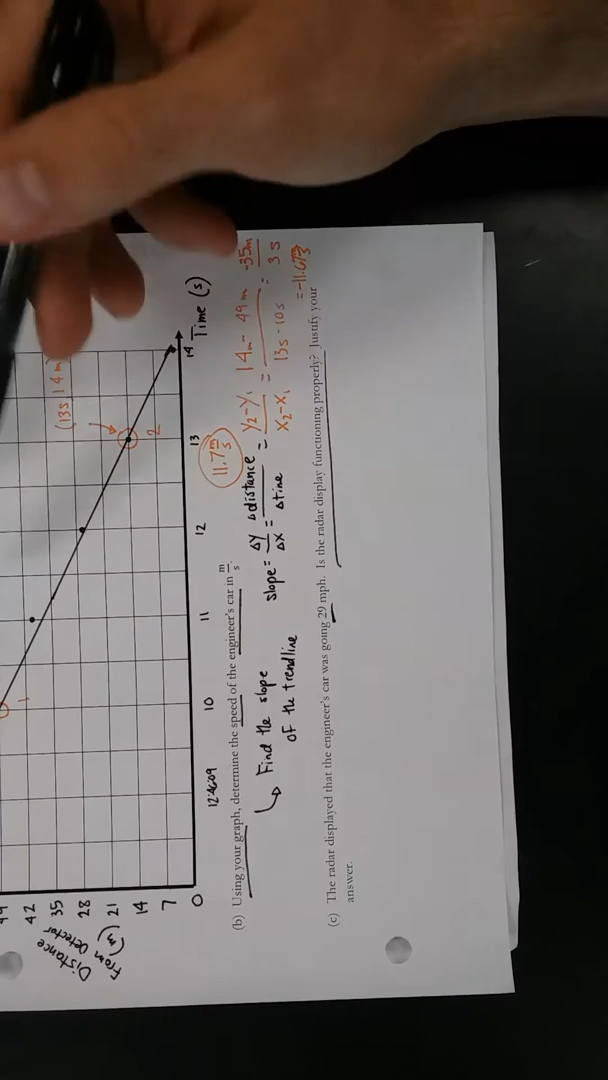 49
42
35
28
21
14
7
0
Distance
From Detector
(m)
1
2
(13s, 14m)
12:46:09 10 11 12 13 14
Time (s)
(b) Using your graph, determine the speed of the engineer's car in m/s.
11.7 m/s
↳ Find the slope
of the trendline
slope = Δy/Δx = Δdistance/Δtime = y₂-y₁/x₂-x₁ = 14m - 49m/13s - 10s = -35m/3s
= -11.67
(c) The radar displayed that the engineer's car was going 29 mph. Is the radar display functioning properly? Justify your
answer.